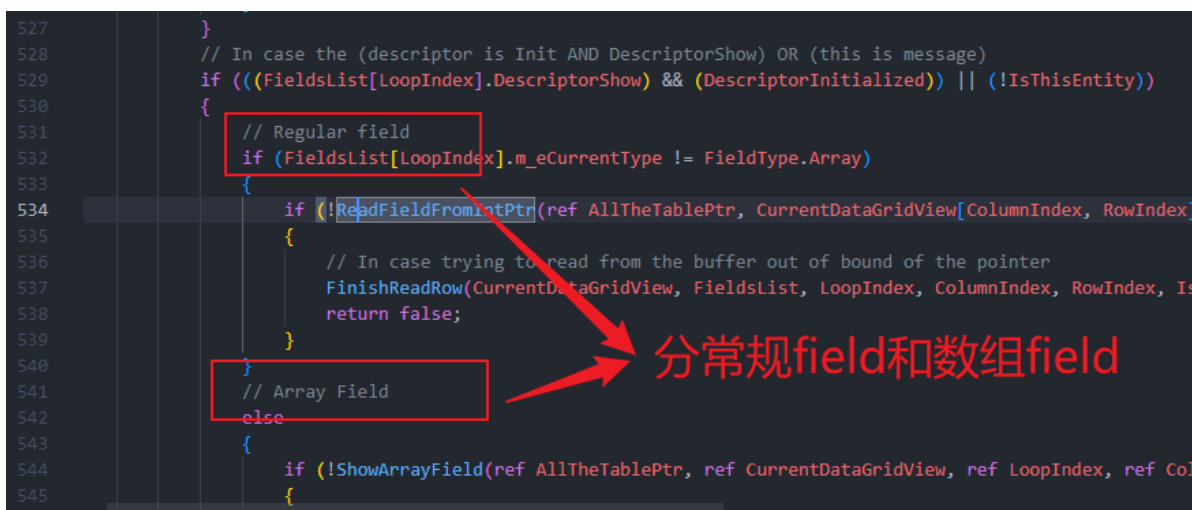 527 }
528 // In case the (descriptor is Init AND DescriptorShow) OR (this is message)
529 if (((FieldsList[LoopIndex].DescriptorShow) && (DescriptorInitialized)) || (!IsThisEntity))
530 {
531 // Regular field
532 if (FieldsList[LoopIndex].m_eCurrentType != FieldType.Array)
533 {
534 if (!ReadFieldFromIntPtr(ref AllTheTablePtr, CurrentDataGridView[ColumnIndex, RowIndex]
535 {
536 // In case trying to read from the buffer out of bound of the pointer
537 FinishReadRow(CurrentDataGridView, FieldsList, LoopIndex, ColumnIndex, RowIndex, Is
538 return false;
539 }
分常规field和数组field
540 }
541 // Array Field
542 else
543 {
544 if (!ShowArrayField(ref AllTheTablePtr, ref CurrentDataGridView, ref LoopIndex, ref Col
545 {